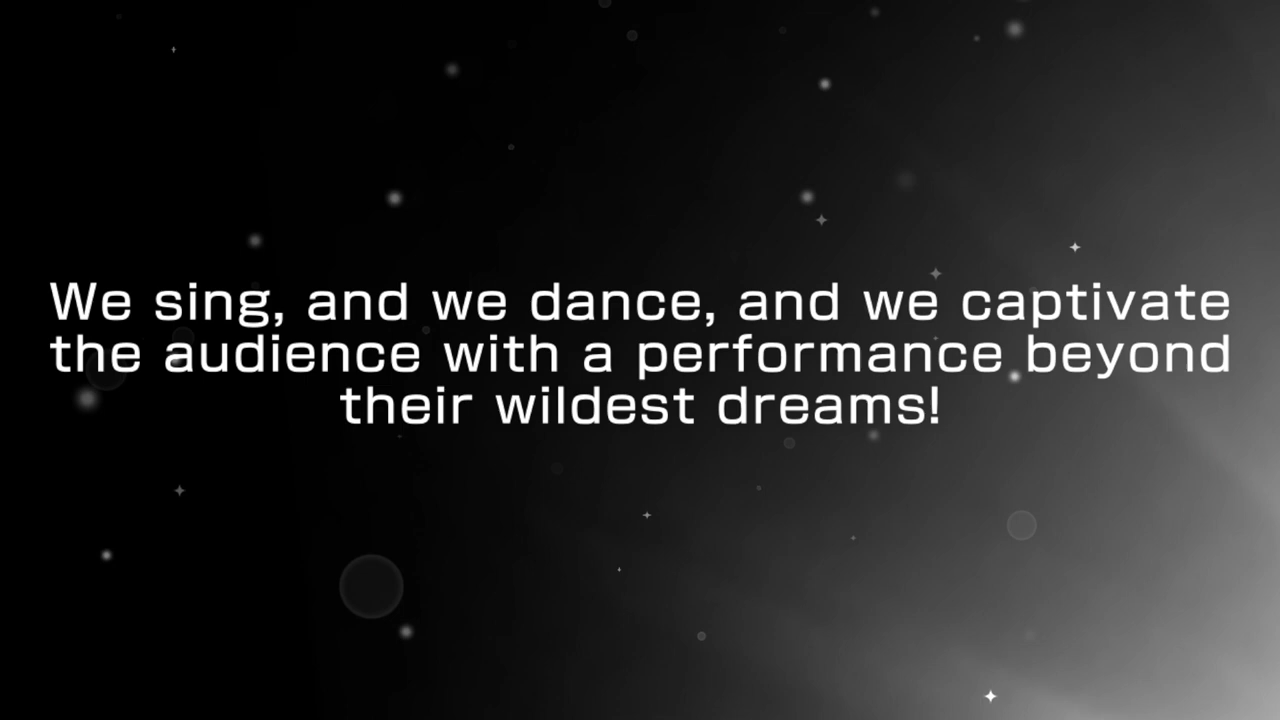 We sing, and we dance, and we captivate
the audience with a performance beyond
their wildest dreams!